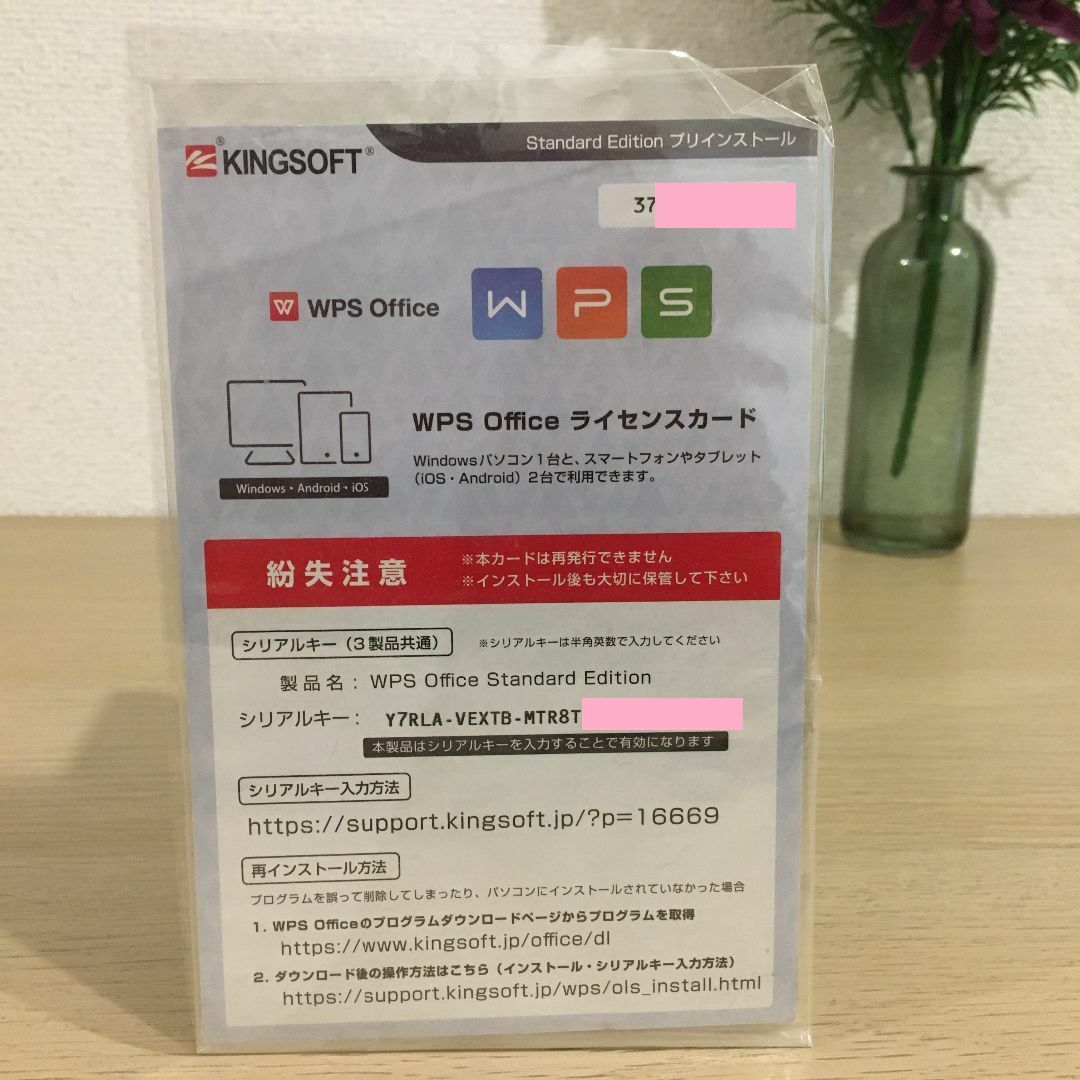 KINGSOFT®
Standard Edition プリインストール
37
WPS Office
W P S
WPS Office ライセンスカード
Windowsパソコン1台と、スマートフォンやタブレット
(iOS・Android)2台で利用できます。
Windows・Android・iOS
紛失注意
※本カードは再発行できません
※インストール後も大切に保管して下さい
シリアルキー(3製品共通)
※シリアルキーは半角英数で入力してください
製品名: WPS Office Standard Edition
シリアルキー: Y7RLA-VEXTB-MTR8T
本製品はシリアルキーを入力することで有効になります
シリアルキー入力方法
https://support.kingsoft.jp/?p=16669
再インストール方法
プログラムを誤って削除してしまったり、パソコンにインストールされていなかった場合
1. WPS Officeのプログラムダウンロードページからプログラムを取得
https://www.kingsoft.jp/office/dl
2. ダウンロード後の操作方法はこちら(インストール・シリアルキー入力方法)
https://support.kingsoft.jp/wps/ols_install.html